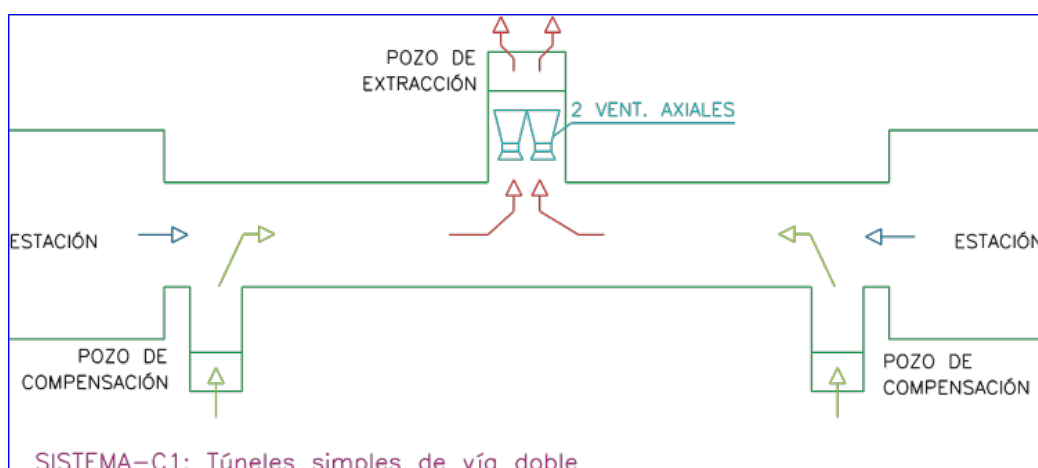 POZO DE
EXTRACCIÓN
2 VENT. AXIALES
ESTACIÓN
ESTACIÓN
POZO DE
COMPENSACIÓN
POZO DE
COMPENSACIÓN
SISTEMA-C1: Túneles simples de vía doble